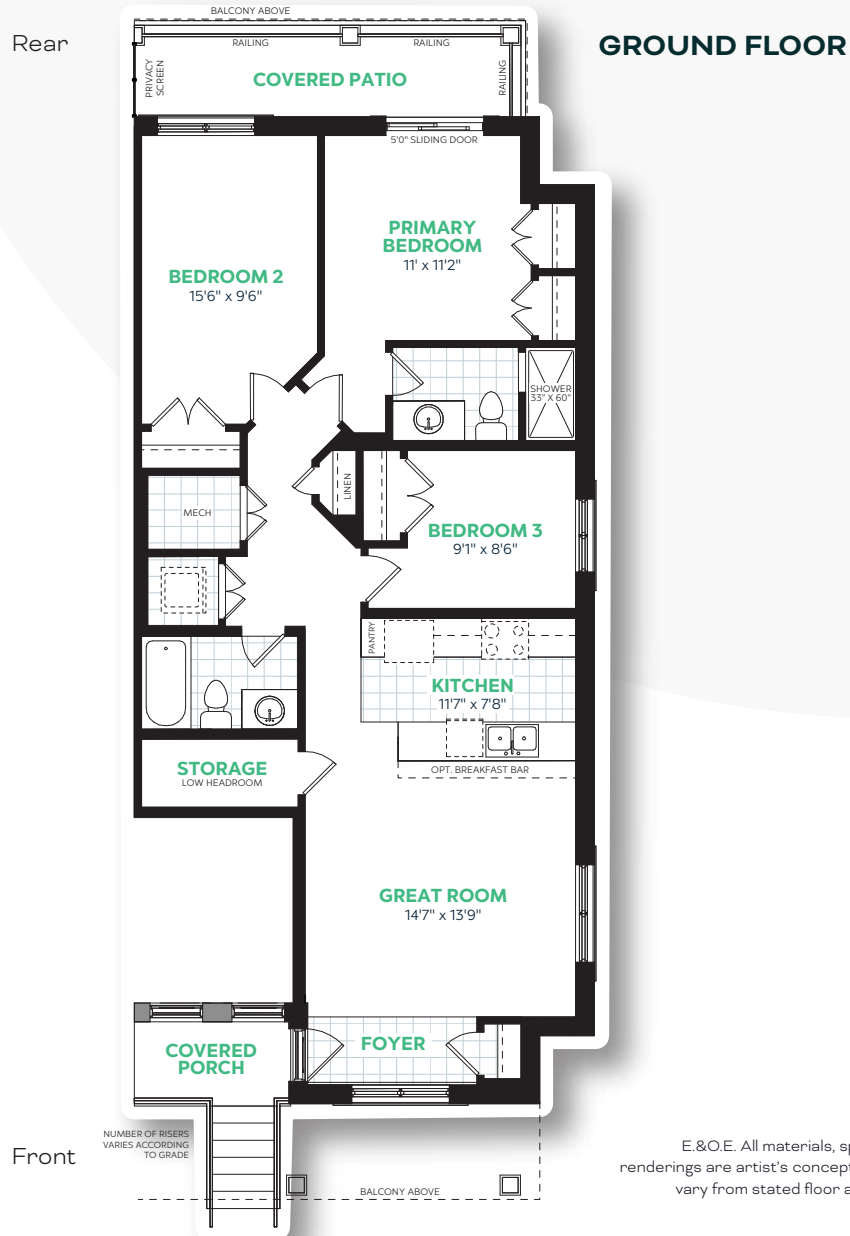 BALCONY ABOVE
Rear
GROUND FLOOR
RAILING
RAILING
PRIVACY
SCREEN
COVERED PATIO
RAILING
5'0" SLIDING DOOR
PRIMARY
BEDROOM
11' x 11'2"
BEDROOM 2
15'6" x 9'6"
SHOWER
33" X 60"
LINEN
MECH
BEDROOM 3
9'1" x 8'6"
PANTRY
KITCHEN
11'7" x 7'8"
STORAGE
LOW HEADROOM
OPT. BREAKFAST BAR
GREAT ROOM
14'7" x 13'9"
COVERED
PORCH
FOYER
NUMBER OF RISERS
VARIES ACCORDING
TO GRADE
Front
BALCONY ABOVE
E.&O.E. All materials, sp
renderings are artist's concept
vary from stated floor a